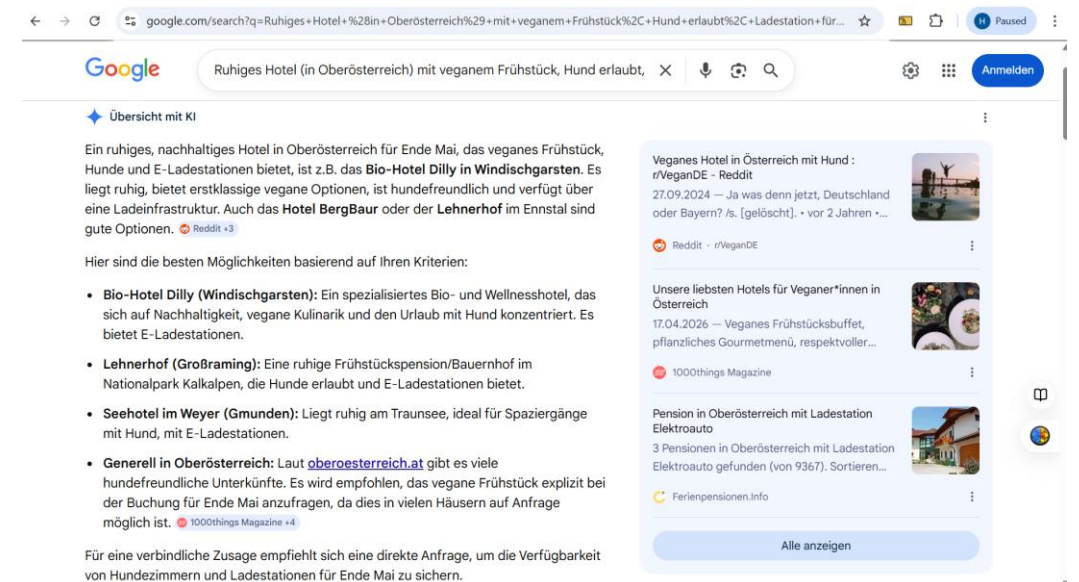 google.com/search?q=Ruhiges+Hotel+%28in+Oberösterreich%29+mit+veganem+Frühstück%2C+Hund+erlaubt%2C+Ladestation+für...
H Paused
Google
Ruhiges Hotel (in Oberösterreich) mit veganem Frühstück, Hund erlaubt,
Anmelden
Übersicht mit KI
Ein ruhiges, nachhaltiges Hotel in Oberösterreich für Ende Mai, das veganes Frühstück,
Hunde und E-Ladestationen bietet, ist z.B. das Bio-Hotel Dilly in Windischgarsten. Es
liegt ruhig, bietet erstklassige vegane Optionen, ist hundefreundlich und verfügt über
eine Ladeinfrastruktur. Auch das Hotel BergBaur oder der Lehnerhof im Ennstal sind
gute Optionen. Reddit +3
Hier sind die besten Möglichkeiten basierend auf Ihren Kriterien:
• Bio-Hotel Dilly (Windischgarsten): Ein spezialisiertes Bio- und Wellnesshotel, das
sich auf Nachhaltigkeit, vegane Kulinarik und den Urlaub mit Hund konzentriert. Es
bietet E-Ladestationen.
• Lehnerhof (Großraming): Eine ruhige Frühstückspension/Bauernhof im
Nationalpark Kalkalpen, die Hunde erlaubt und E-Ladestationen bietet.
• Seehotel im Weyer (Gmunden): Liegt ruhig am Traunsee, ideal für Spaziergänge
mit Hund, mit E-Ladestationen.
• Generell in Oberösterreich: Laut oberoesterreich.at gibt es viele
hundefreundliche Unterkünfte. Es wird empfohlen, das vegane Frühstück explizit bei
der Buchung für Ende Mai anzufragen, da dies in vielen Häusern auf Anfrage
möglich ist. 1000things Magazine +4
Für eine verbindliche Zusage empfiehlt sich eine direkte Anfrage, um die Verfügbarkeit
von Hundezimmern und Ladestationen für Ende Mai zu sichern.
Veganes Hotel in Österreich mit Hund :
r/VeganDE - Reddit
27.09.2024 — Ja was denn jetzt, Deutschland
oder Bayern? /s. [gelöscht]. • vor 2 Jahren •...
Reddit · r/VeganDE
Unsere liebsten Hotels für Veganer*innen in
Österreich
17.04.2026 — Veganes Frühstücksbuffet,
pflanzliches Gourmetmenü, respektvoller...
1000things Magazine
Pension in Oberösterreich mit Ladestation
Elektroauto
3 Pensionen in Oberösterreich mit Ladestation
Elektroauto gefunden (von 9367). Sortieren...
Ferienpensionen.Info
Alle anzeigen